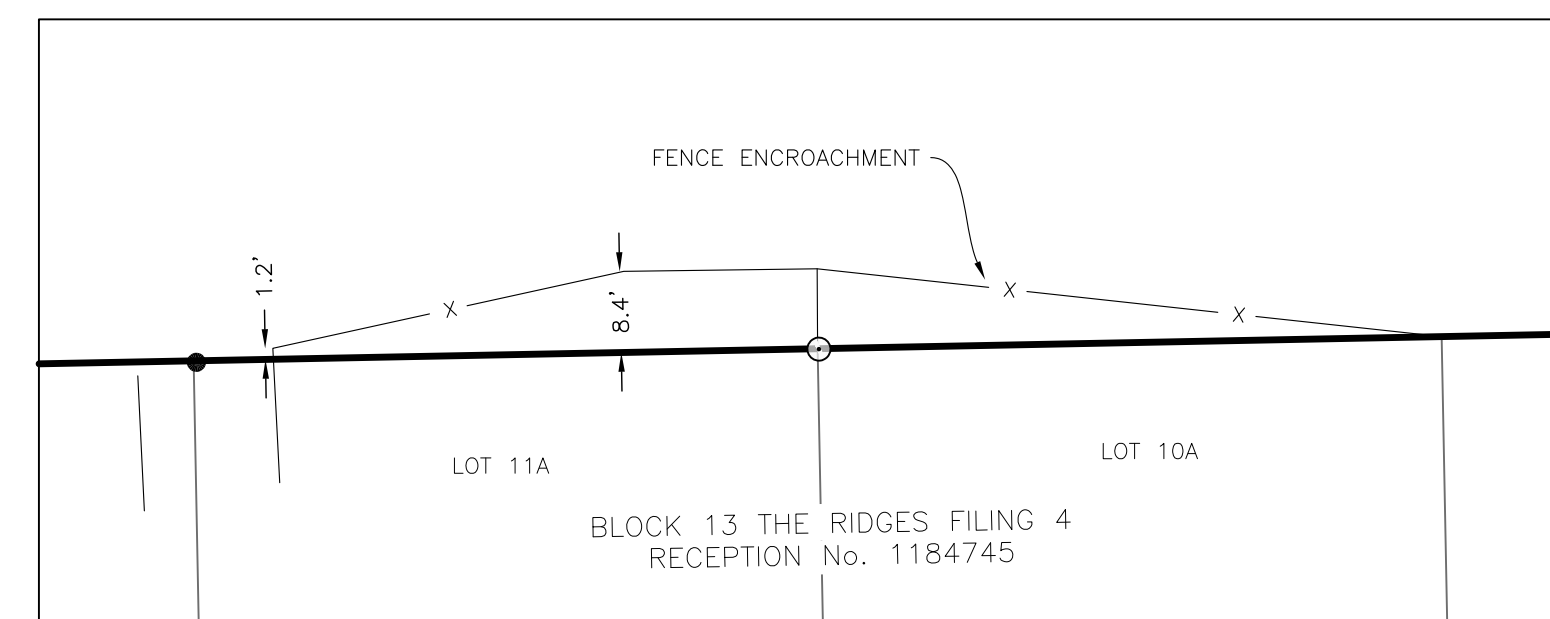 FENCE ENCROACHMENT
1.2'
8.4'
X
X
X
LOT 11A
LOT 10A
BLOCK 13 THE RIDGES FILING 4
RECEPTION No. 1184745